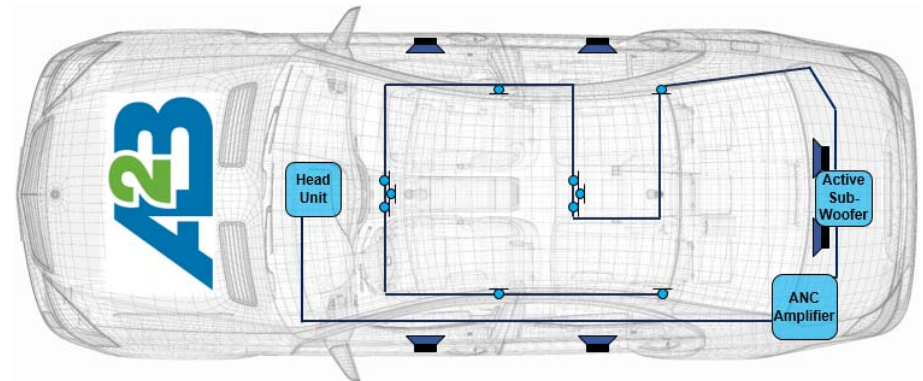 A2B
Head
Unit
Active
Sub-
Woofer
ANC
Amplifier